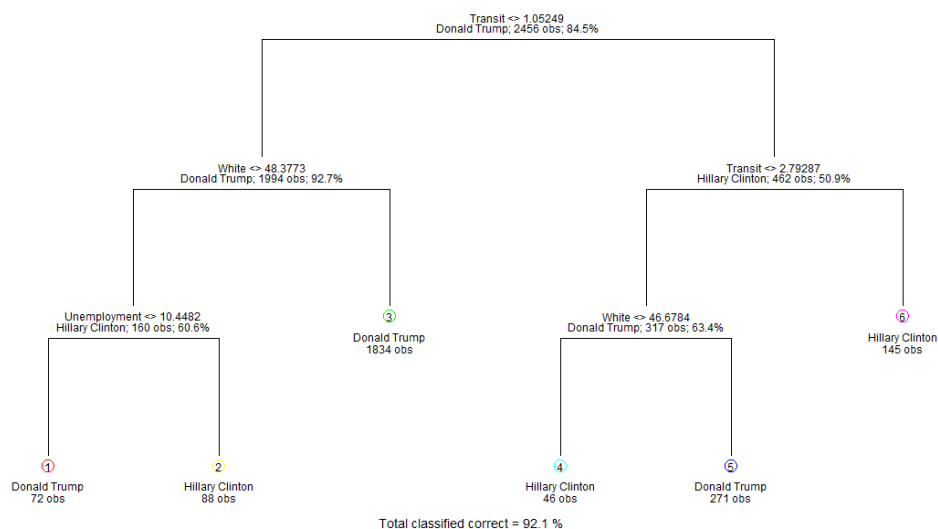 Transit <> 1.05249
Donald Trump; 2456 obs; 84.5%
White <> 48.3773
Donald Trump; 1994 obs; 92.7%
Transit <> 2.79287
Hillary Clinton; 462 obs; 50.9%
Unemployment <> 10.4482
Hillary Clinton; 160 obs; 60.6%
3
Donald Trump
1834 obs
White <> 46.6784
Donald Trump; 317 obs; 63.4%
6
Hillary Clinton
145 obs
1
Donald Trump
72 obs
2
Hillary Clinton
88 obs
4
Hillary Clinton
46 obs
5
Donald Trump
271 obs
Total classified correct = 92.1 %